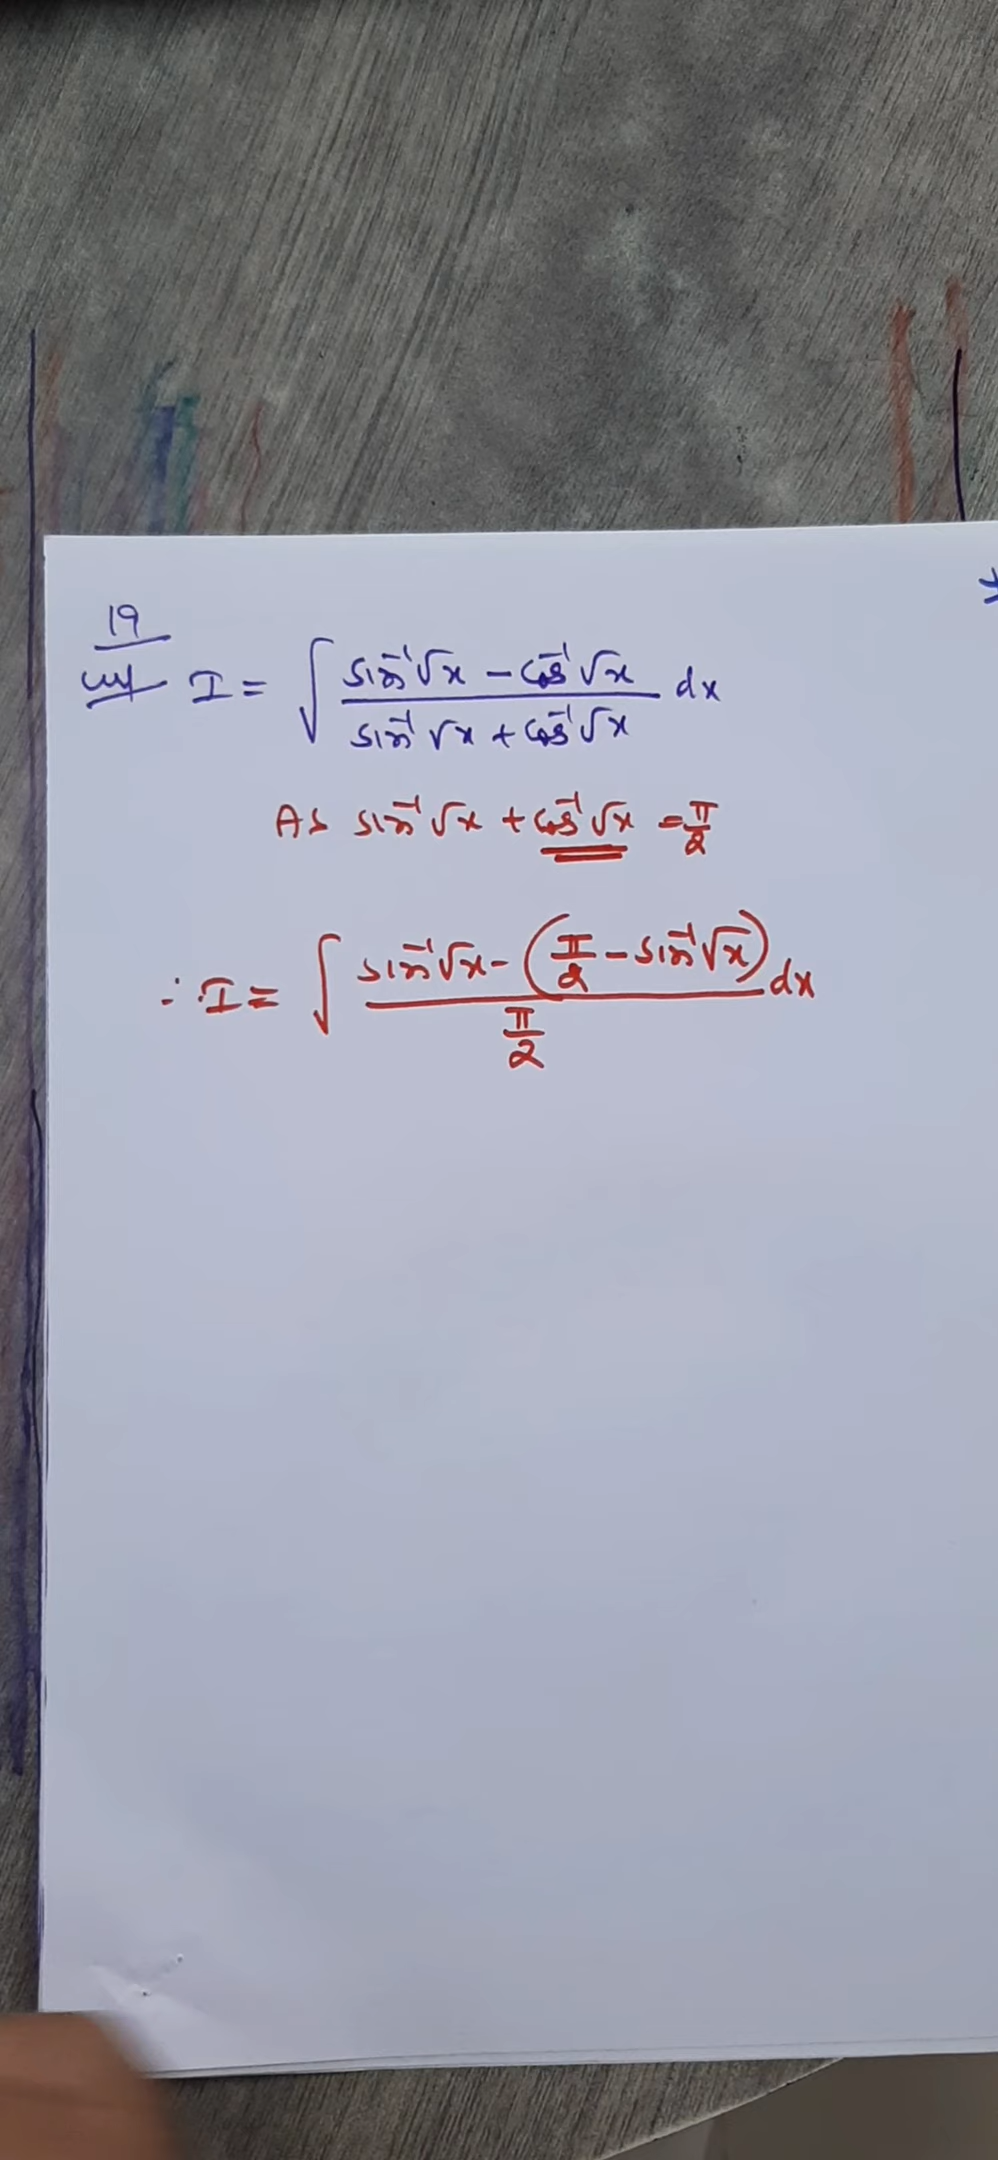 19
I = ∫ (sin⁻¹√x − cos⁻¹√x) / (sin⁻¹√x + cos⁻¹√x) dx
As sin⁻¹√x + cos⁻¹√x = π/2
∴ I = ∫ (sin⁻¹√x − (π/2 − sin⁻¹√x)) / (π/2) dx